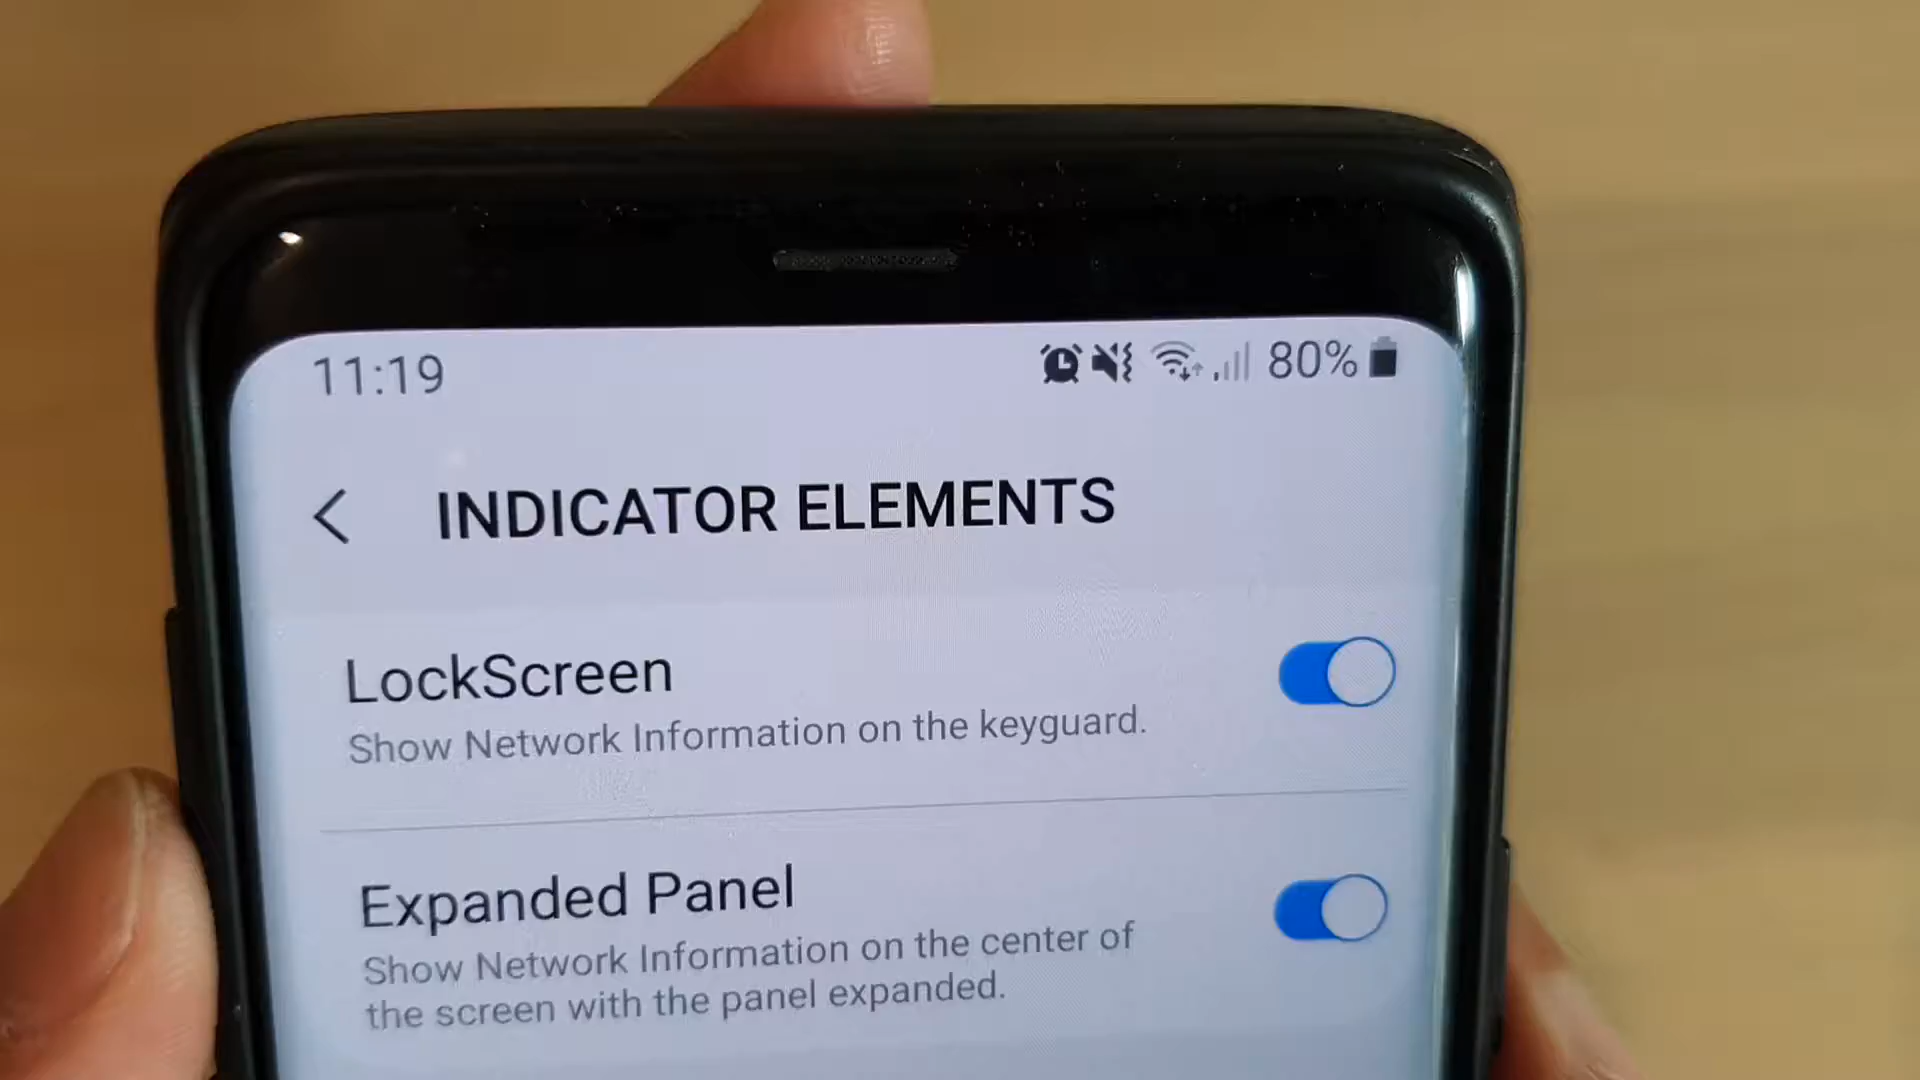 11:19 80%
INDICATOR ELEMENTS
LockScreen
Show Network Information on the keyguard.
Expanded Panel
Show Network Information on the center of
the screen with the panel expanded.